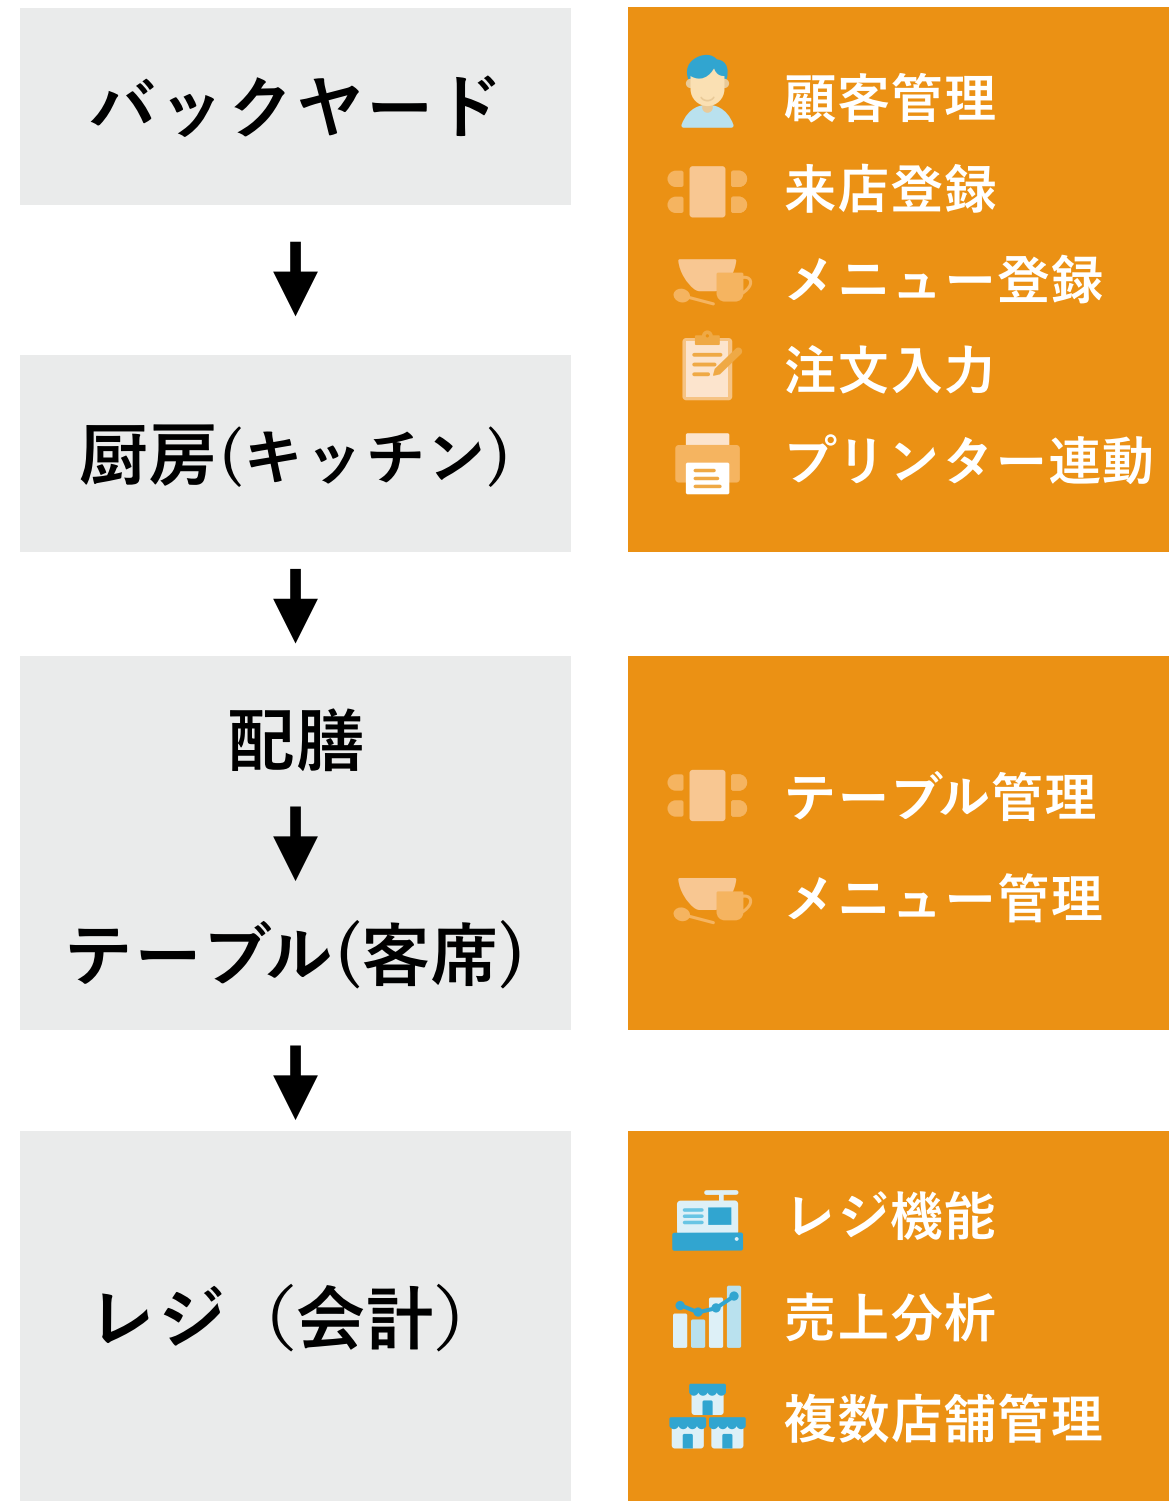 バックヤード
厨房(キッチン)
顧客管理
来店登録
メニュー登録
注文入力
プリンター連動
配膳
テーブル(客席)
テーブル管理
メニュー管理
レジ（会計）
レジ機能
売上分析
複数店舗管理